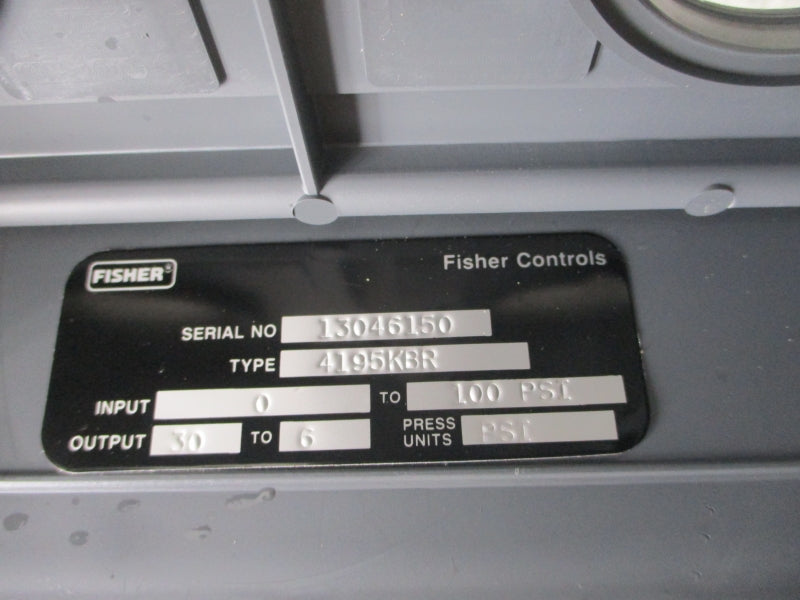 FISHER®
Fisher Controls
SERIAL NO 13046150
TYPE 4195KBR
INPUT 0 TO 100 PSI
OUTPUT 30 TO 6 PRESS UNITS PSI